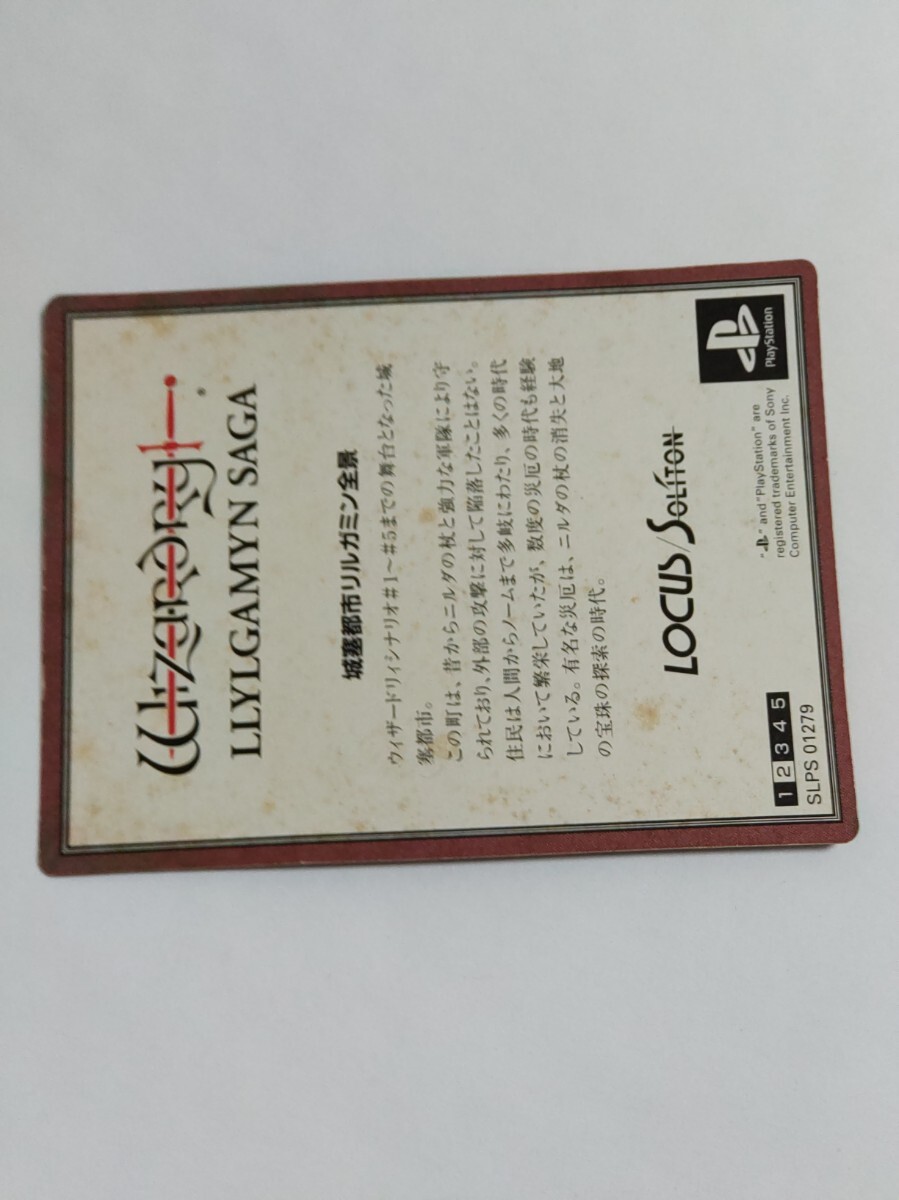 Wizardry
LLYLGAMYN SAGA
城塞都市リルガミン全景
ウィザードリィシナリオ#1～#5までの舞台となった城
塞都市。
この町は、昔からニルダの杖と強力な軍隊により守
られており、外部の攻撃に対して陥落したことはない。
住民は人間からノームまで多岐にわたり、多くの時代
において繁栄していたが、数度の災厄の時代も経験
している。有名な災厄は、ニルダの杖の消失と大地
の宝珠の探索の時代。
LOCUS/SOLITON
1 2 3 4 5
SLPS 01279
" " and "PlayStation" are
registered trademarks of Sony
Computer Entertainment Inc.
PlayStation